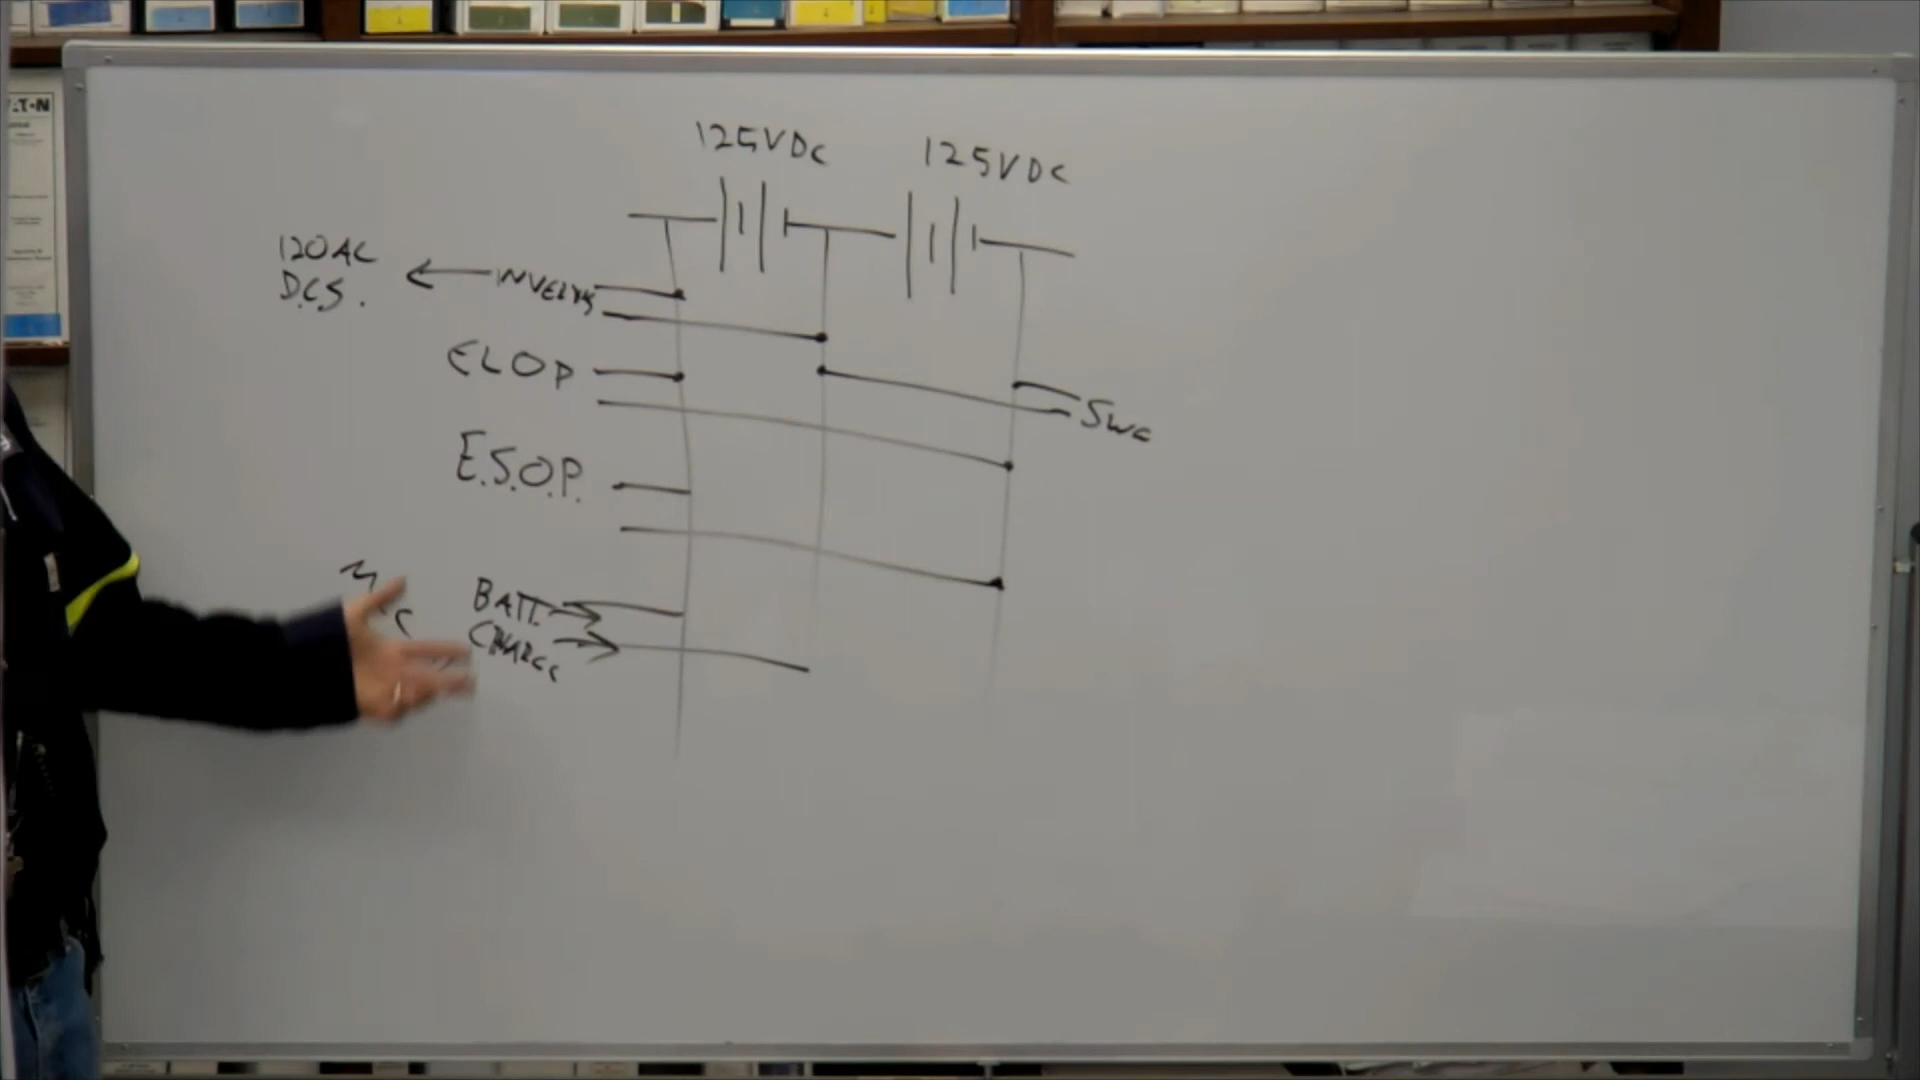 125VDC 125VDC
120AC
D.C.S.
INVERTS
ELOP
SWG
E.S.O.P.
BATT.
CHARGE